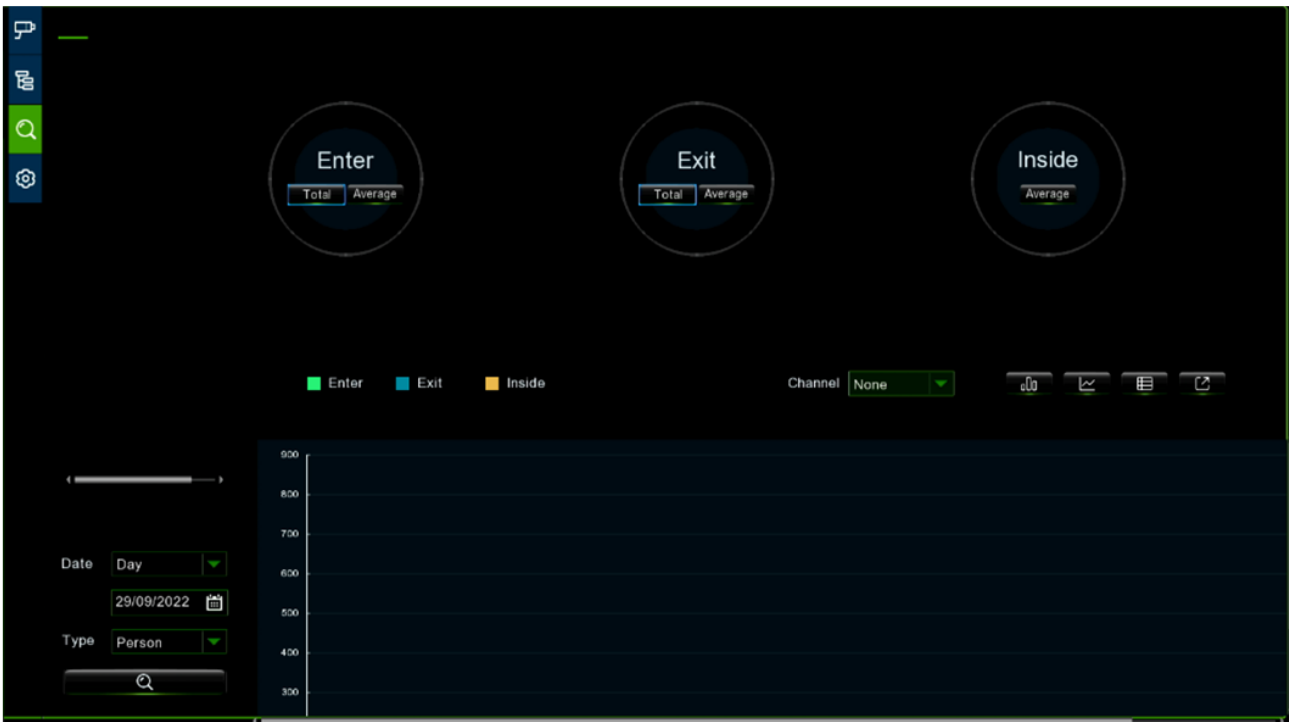 Enter
Total Average
Exit
Total Average
Inside
Average
Enter Exit Inside
Channel None
900
800
700
600
500
400
300
Date Day
29/09/2022
Type Person